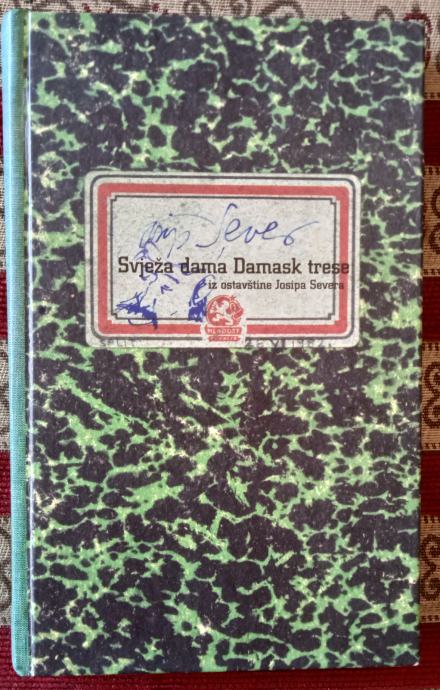 Josip Sever
Svježa dama Damask trese
iz ostavštine Josipa Severa